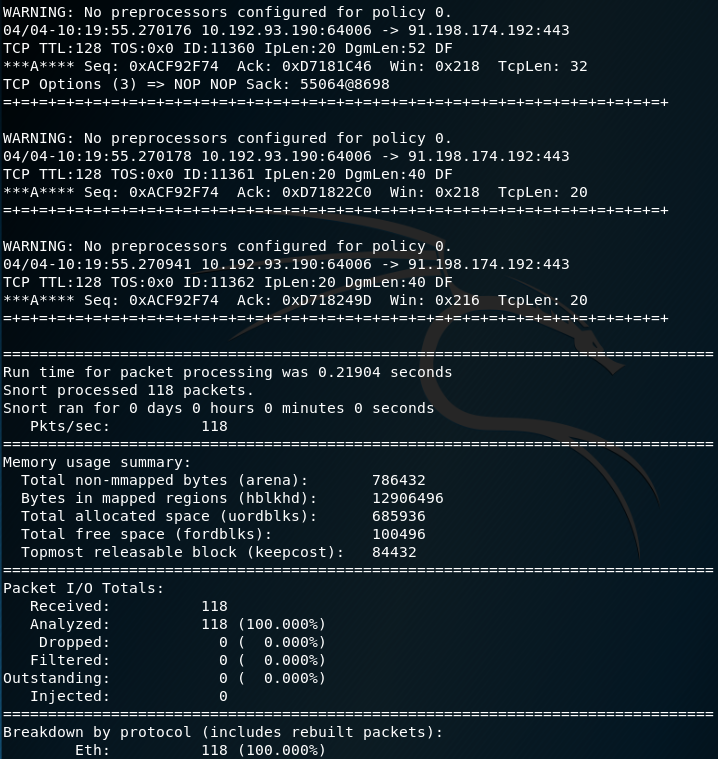 WARNING: No preprocessors configured for policy 0.
04/04-10:19:55.270176 10.192.93.190:64006 -> 91.198.174.192:443
TCP TTL:128 TOS:0x0 ID:11360 IpLen:20 DgmLen:52 DF
***A**** Seq: 0xACF92F74  Ack: 0xD7181C46  Win: 0x218  TcpLen: 32
TCP Options (3) => NOP NOP Sack: 55064@8698
=+=+=+=+=+=+=+=+=+=+=+=+=+=+=+=+=+=+=+=+=+=+=+=+=+=+=+=+=+=+=+=+=+=+=+=+=+

WARNING: No preprocessors configured for policy 0.
04/04-10:19:55.270178 10.192.93.190:64006 -> 91.198.174.192:443
TCP TTL:128 TOS:0x0 ID:11361 IpLen:20 DgmLen:40 DF
***A**** Seq: 0xACF92F74  Ack: 0xD71822C0  Win: 0x218  TcpLen: 20
=+=+=+=+=+=+=+=+=+=+=+=+=+=+=+=+=+=+=+=+=+=+=+=+=+=+=+=+=+=+=+=+=+=+=+=+=+

WARNING: No preprocessors configured for policy 0.
04/04-10:19:55.270941 10.192.93.190:64006 -> 91.198.174.192:443
TCP TTL:128 TOS:0x0 ID:11362 IpLen:20 DgmLen:40 DF
***A**** Seq: 0xACF92F74  Ack: 0xD718249D  Win: 0x216  TcpLen: 20
=+=+=+=+=+=+=+=+=+=+=+=+=+=+=+=+=+=+=+=+=+=+=+=+=+=+=+=+=+=+=+=+=+=+=+=+=+

===============================================================================
Run time for packet processing was 0.21904 seconds
Snort processed 118 packets.
Snort ran for 0 days 0 hours 0 minutes 0 seconds
   Pkts/sec:          118
===============================================================================
Memory usage summary:
  Total non-mmapped bytes (arena):       786432
  Bytes in mapped regions (hblkhd):      12906496
  Total allocated space (uordblks):      685936
  Total free space (fordblks):           100496
  Topmost releasable block (keepcost):   84432
===============================================================================
Packet I/O Totals:
   Received:          118
   Analyzed:          118 (100.000%)
    Dropped:            0 (  0.000%)
   Filtered:            0 (  0.000%)
Outstanding:            0 (  0.000%)
   Injected:            0
===============================================================================
Breakdown by protocol (includes rebuilt packets):
        Eth:          118 (100.000%)